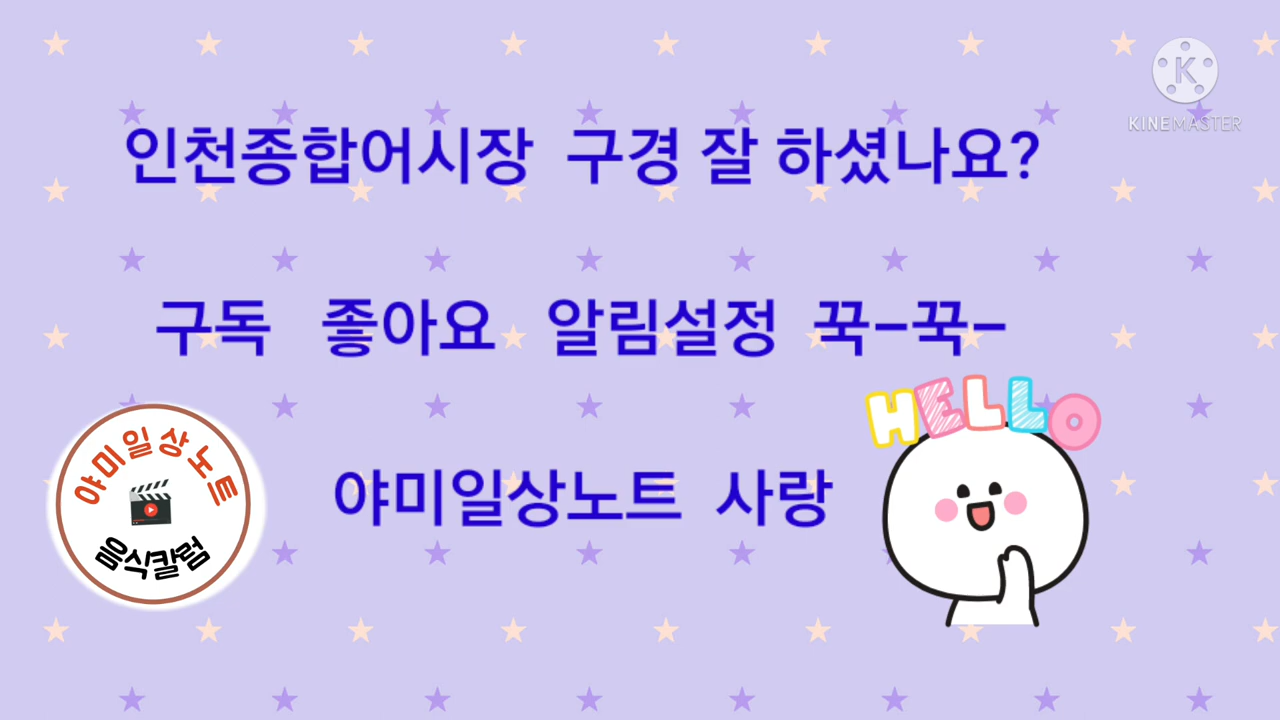 KINEMASTER
인천종합어시장 구경 잘 하셨나요?
구독 좋아요 알림설정 꾹-꾹-
HELLO
야미일상노트
음식칼럼
야미일상노트 사랑